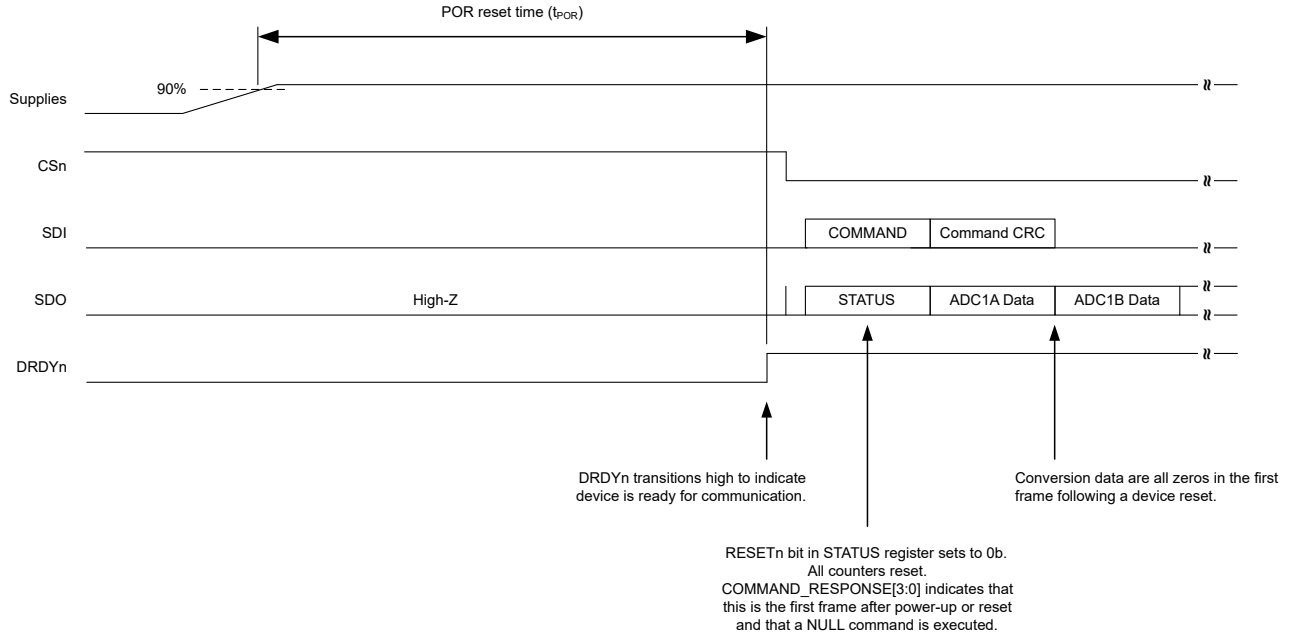 POR reset time (tPOR)
90%
Supplies
CSn
SDI
COMMAND
Command CRC
SDO
High-Z
STATUS
ADC1A Data
ADC1B Data
DRDYn
DRDYn transitions high to indicate
device is ready for communication.
Conversion data are all zeros in the first
frame following a device reset.
RESETn bit in STATUS register sets to 0b.
All counters reset.
COMMAND_RESPONSE[3:0] indicates that
this is the first frame after power-up or reset
and that a NULL command is executed.